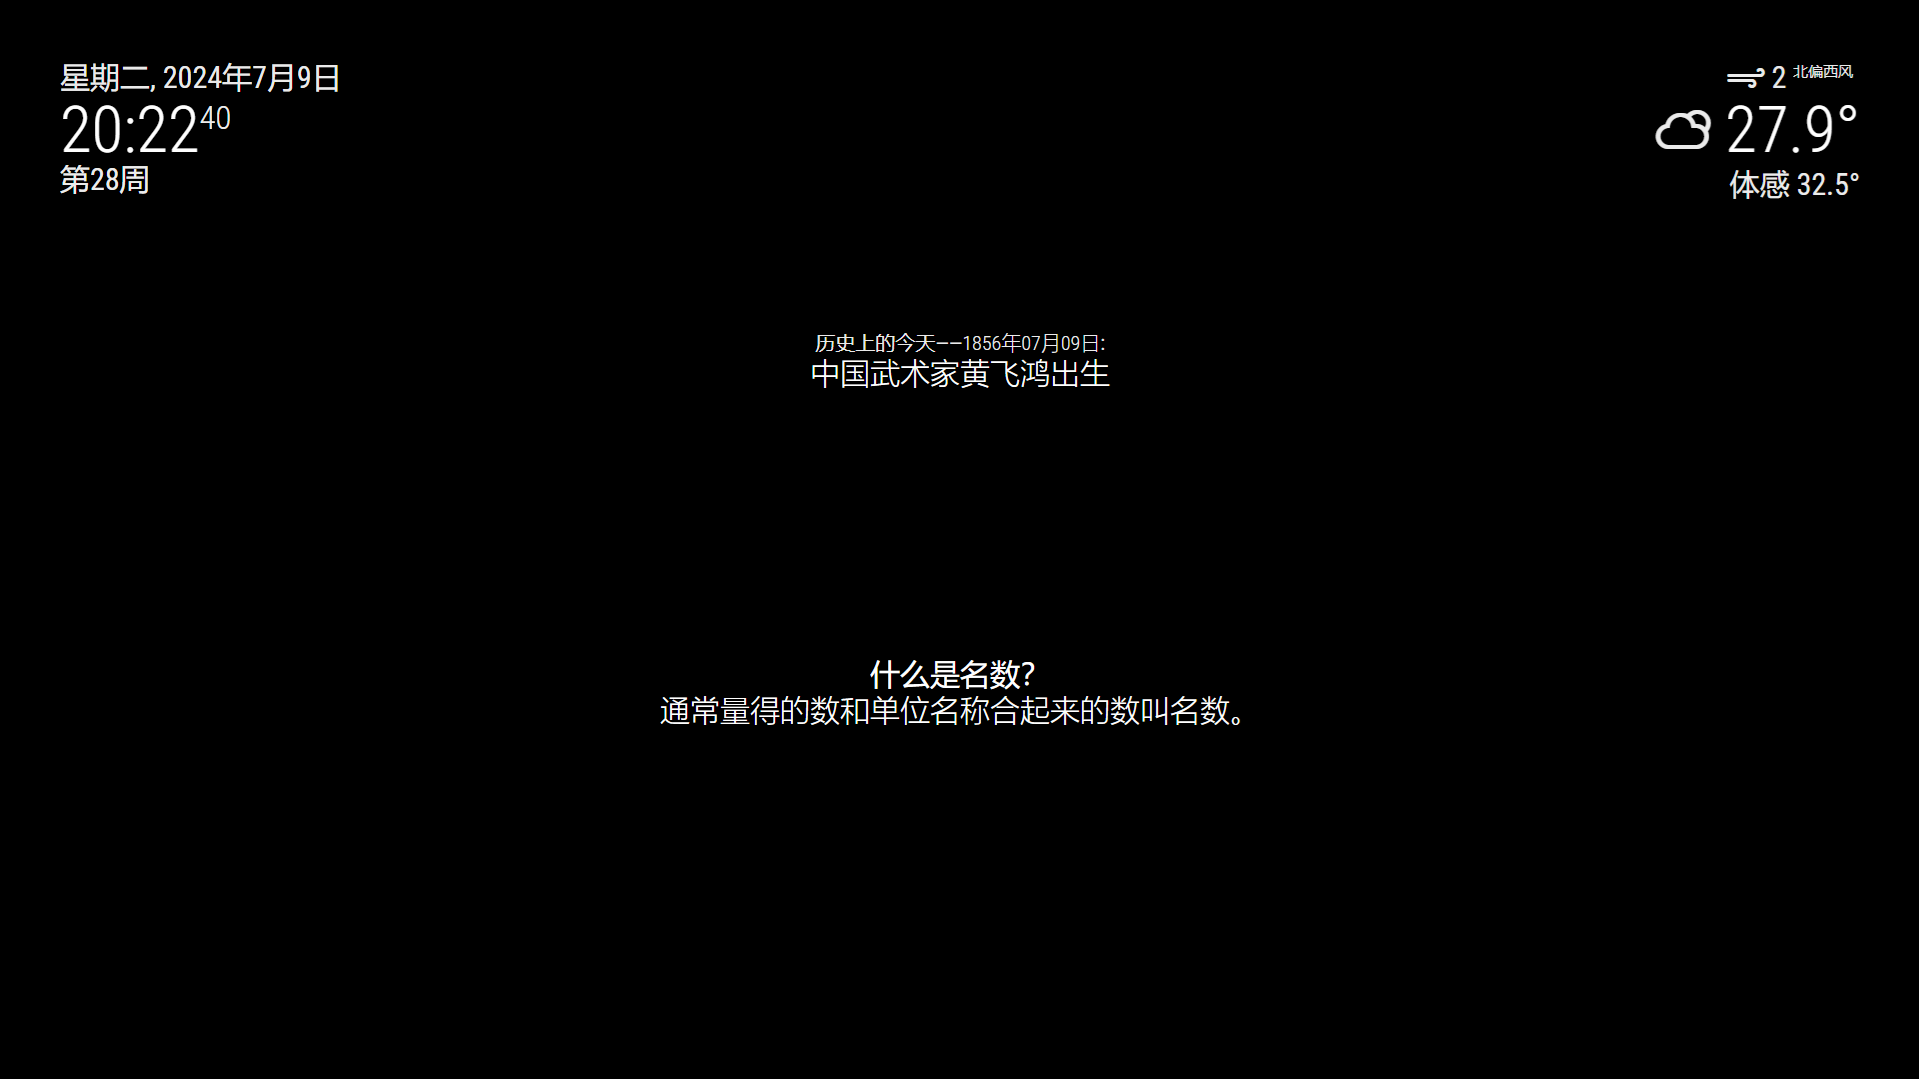 星期二, 2024年7月9日
20:22 40
第28周
2 北偏西风
27.9°
体感 32.5°
历史上的今天——1856年07月09日:
中国武术家黄飞鸿出生
什么是名数?
通常量得的数和单位名称合起来的数叫名数。